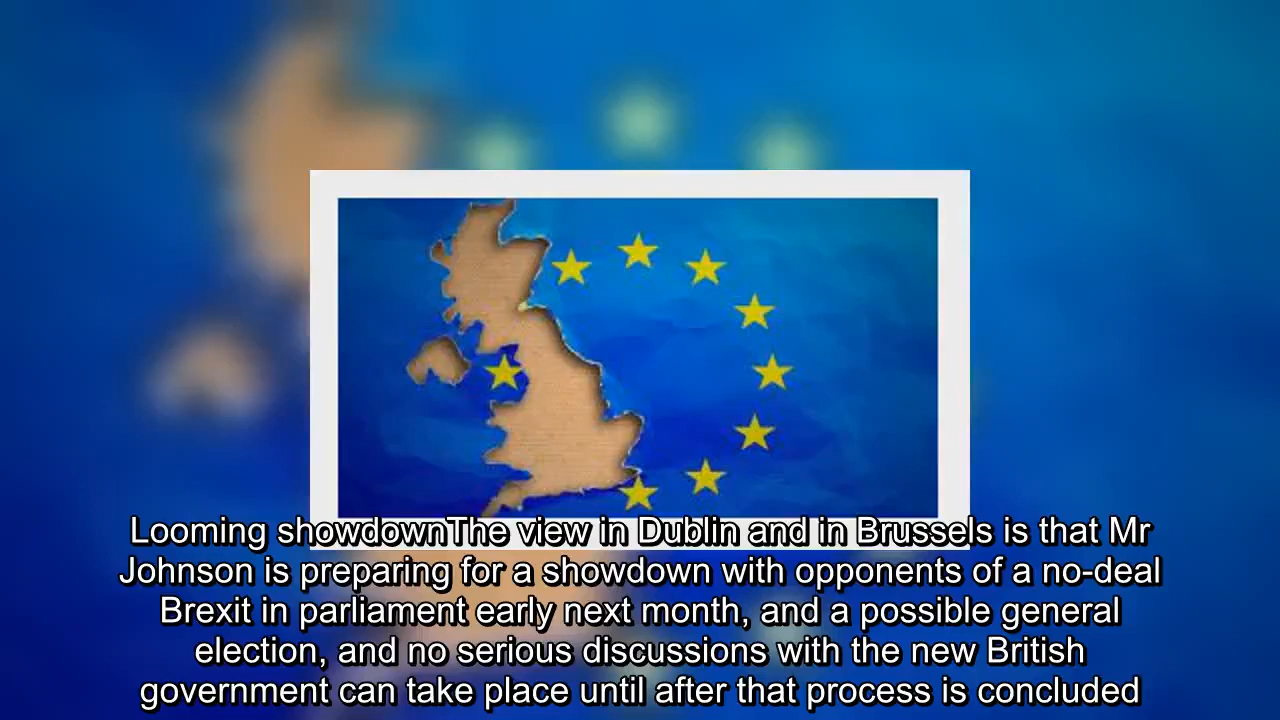 Looming showdownThe view in Dublin and in Brussels is that Mr
Johnson is preparing for a showdown with opponents of a no-deal
Brexit in parliament early next month, and a possible general
election, and no serious discussions with the new British
government can take place until after that process is concluded